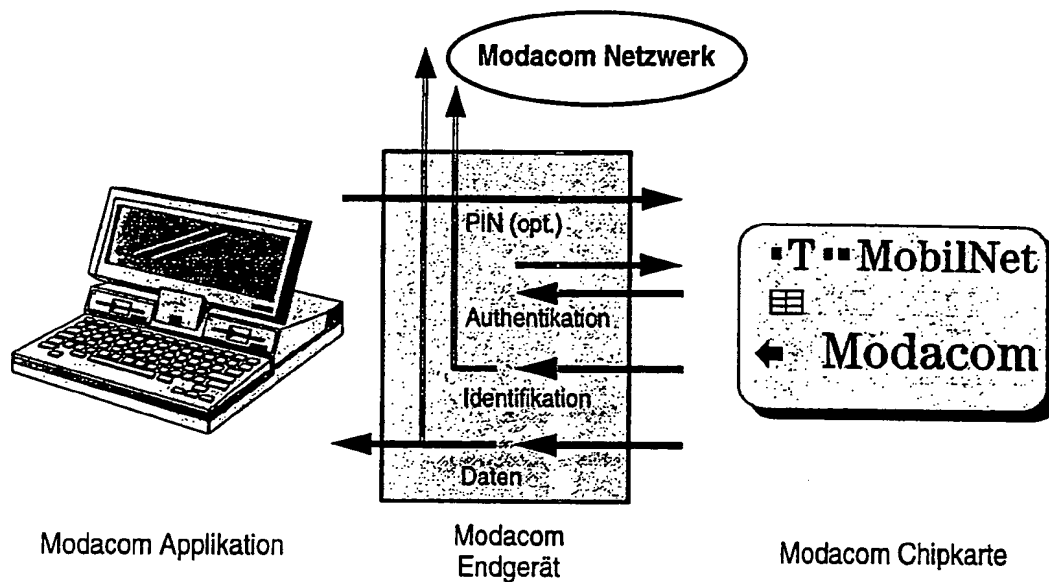 Modacom Netzwerk
PIN (opt.)
Authentikation
Identifikation
Daten
T MobilNet
Modacom
Modacom Applikation
Modacom
Endgerät
Modacom Chipkarte